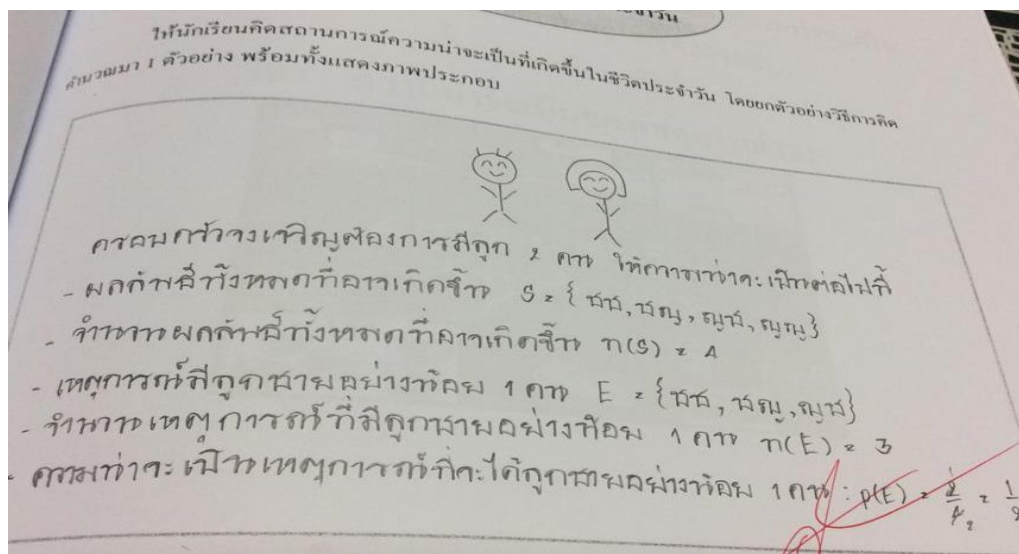 ให้นักเรียนคิดสถานการณ์ความน่าจะเป็นที่เกิดขึ้นในชีวิตประจำวัน โดยยกตัวอย่างวิธีการคิด
คำนวณมา 1 ตัวอย่าง พร้อมทั้งแสดงภาพประกอบ
ครอบครัวจงเจริญต้องการมีลูก 2 คน ให้ความน่าจะเป็นต่อไปนี้
- ผลลัพธ์ทั้งหมดที่อาจเกิดขึ้น S = {ชช, ชญ, ญช, ญญ}
- จำนวนผลลัพธ์ทั้งหมดที่อาจเกิดขึ้น n(S) = 4
- เหตุการณ์มีลูกชายอย่างน้อย 1 คน E = {ชช, ชญ, ญช}
- จำนวนเหตุการณ์ที่มีลูกชายอย่างน้อย 1 คน n(E) = 3
- ความน่าจะเป็นเหตุการณ์ที่จะได้ลูกชายอย่างน้อย 1 คน : P(E) = 2/4 2 = 1/2